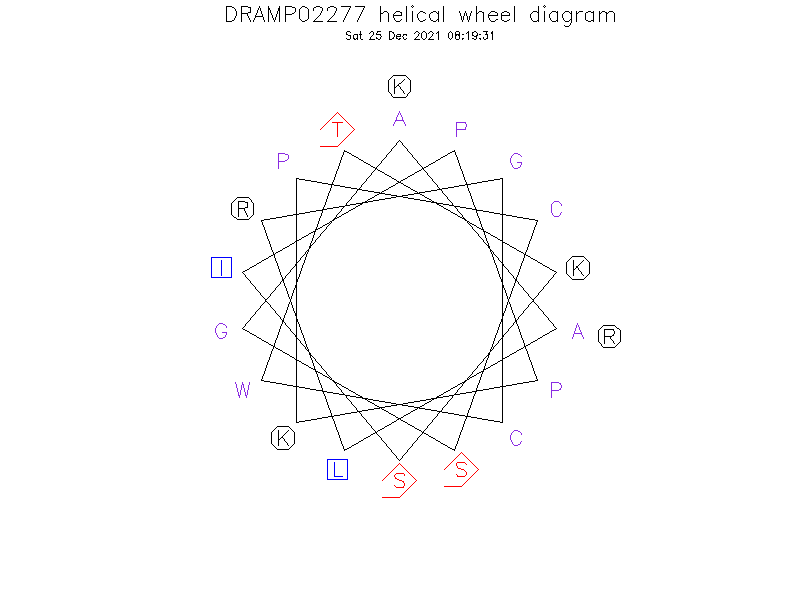 DRAMP02277 helical wheel diagram
Sat 25 Dec 2021 08:19:31
K
T A P
P G
R C
I K
G A R
W P
K C
L S S